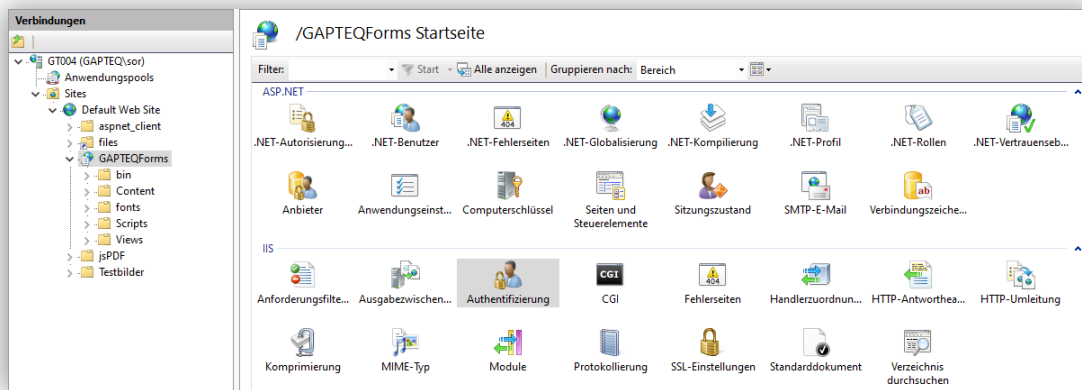 Verbindungen
GT004 (GAPTEQ\sor)
Anwendungspools
Sites
Default Web Site
aspnet_client
files
GAPTEQForms
bin
Content
fonts
Scripts
Views
jsPDF
Testbilder
/GAPTEQForms Startseite
Filter: Start Alle anzeigen Gruppieren nach: Bereich
ASP.NET
404
.NET-Autorisierung... .NET-Benutzer .NET-Fehlerseiten .NET-Globalisierung .NET-Kompilierung .NET-Profil .NET-Rollen .NET-Vertrauenseb...
ab
Anbieter Anwendungseinst... Computerschlüssel Seiten und Steuerelemente Sitzungszustand SMTP-E-Mail Verbindungszeiche...
IIS
CGI 404
Anforderungsfilte... Ausgabezwischen... Authentifizierung CGI Fehlerseiten Handlerzuordnun... HTTP-Antworthea... HTTP-Umleitung
Komprimierung MIME-Typ Module Protokollierung SSL-Einstellungen Standarddokument Verzeichnis durchsuchen